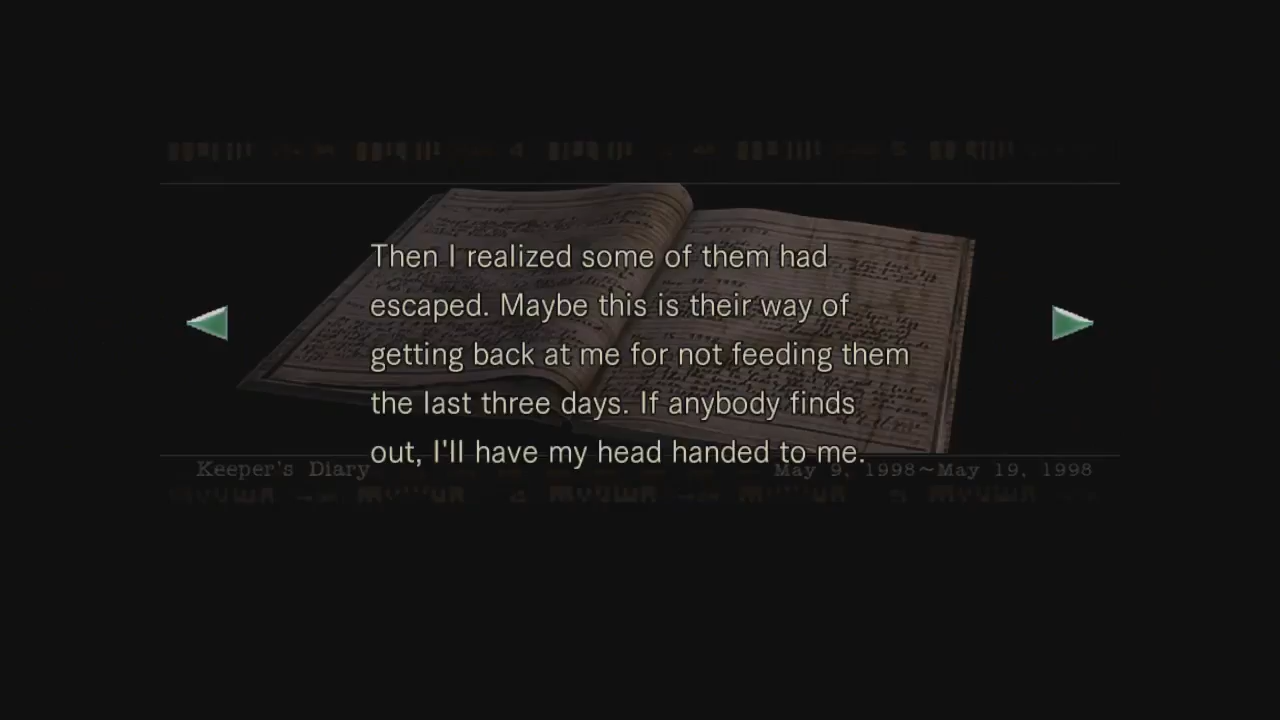 Then I realized some of them had
escaped. Maybe this is their way of
getting back at me for not feeding them
the last three days. If anybody finds
out, I'll have my head handed to me.
Keeper's Diary
May 9, 1998~May 19, 1998